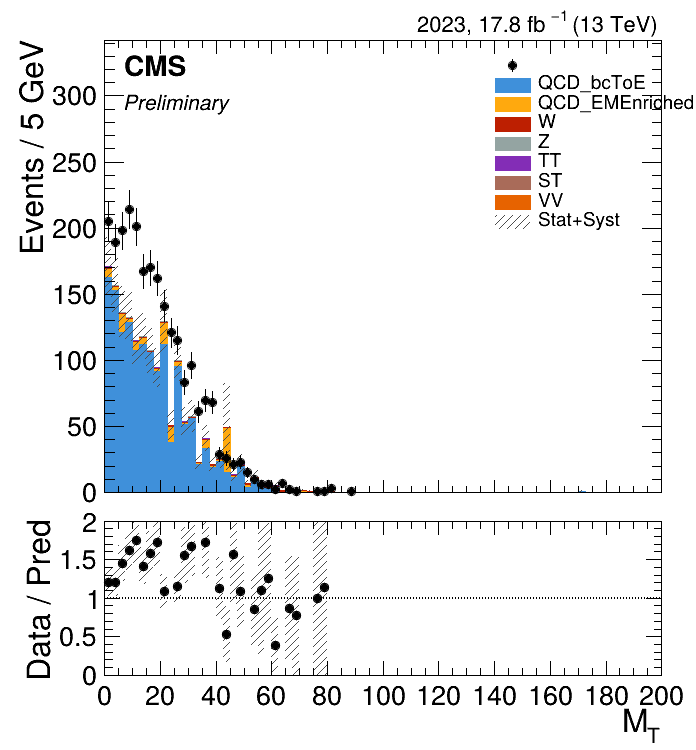 2023, 17.8 fb⁻¹ (13 TeV)
CMS
Preliminary
QCD_bcToE
QCD_EMEnriched
W
Z
TT
ST
VV
Stat+Syst
Events / 5 GeV
300
250
200
150
100
50
0
Data / Pred
2
1.5
1
0.5
0
0 20 40 60 80 100 120 140 160 180 200
M_T